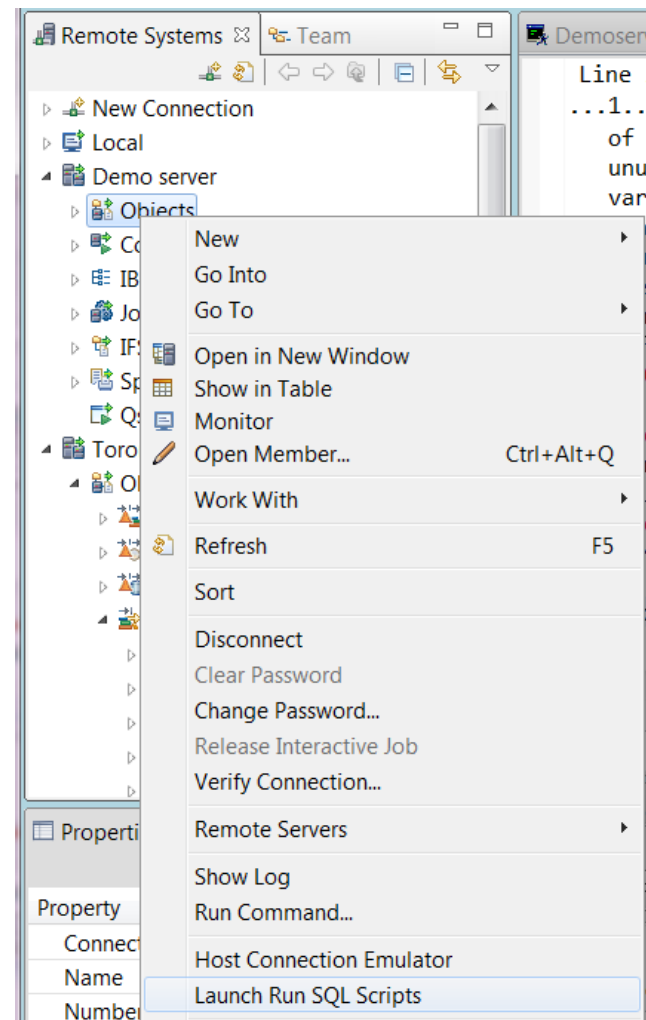 Remote Systems
Team
New Connection
Local
Demo server
Objects
New
Go Into
Go To
Open in New Window
Show in Table
Monitor
Open Member... Ctrl+Alt+Q
Work With
Refresh F5
Sort
Disconnect
Clear Password
Change Password...
Release Interactive Job
Verify Connection...
Remote Servers
Show Log
Run Command...
Host Connection Emulator
Launch Run SQL Scripts
Property
Name
Line
...1..
of